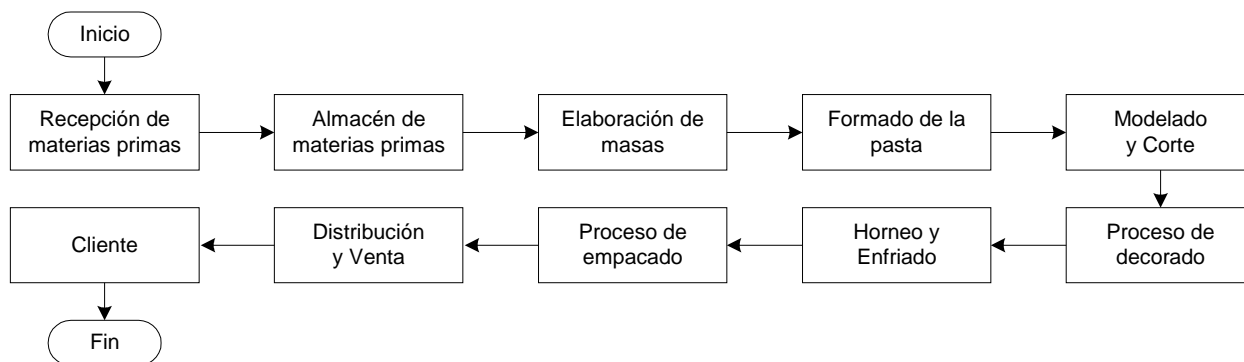 Inicio
Recepción de
materias primas
Almacén de
materias primas
Elaboración de
masas
Formado de la
pasta
Modelado
y Corte
Proceso de
decorado
Horneo y
Enfriado
Proceso de
empacado
Distribución
y Venta
Cliente
Fin